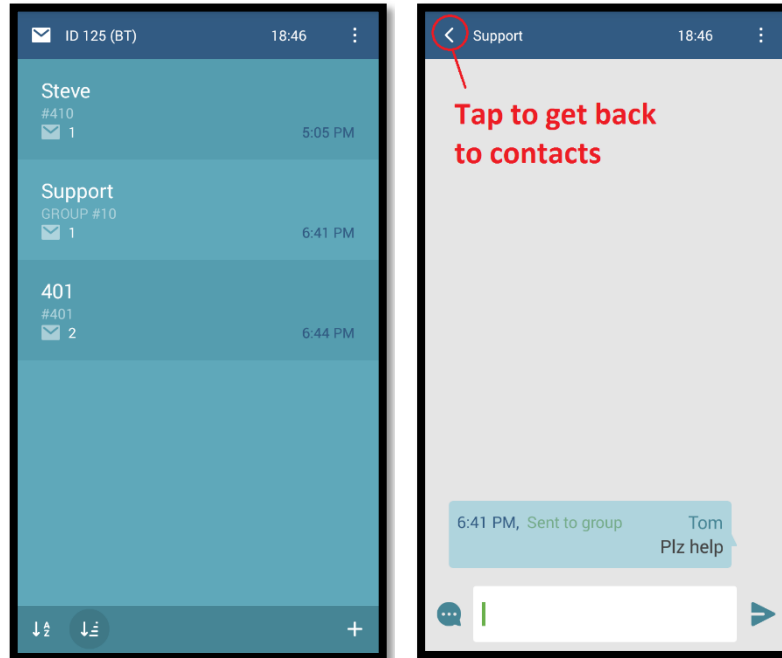 ID 125 (BT) 18:46
Steve
#410
1 5:05 PM
Support
GROUP #10
1 6:41 PM
401
#401
2 6:44 PM
Support 18:46
Tap to get back
to contacts
6:41 PM, Sent to group Tom
Plz help